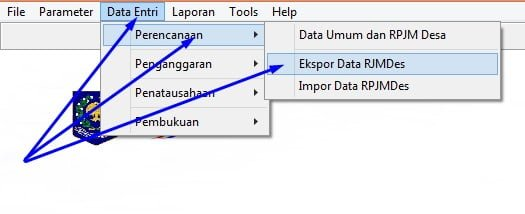 File Parameter Data Entri Laporan Tools Help
Perencanaan Data Umum dan RPJM Desa
Penganggaran Ekspor Data RJMDes
Penatausahaan Impor Data RPJMDes
Pembukuan